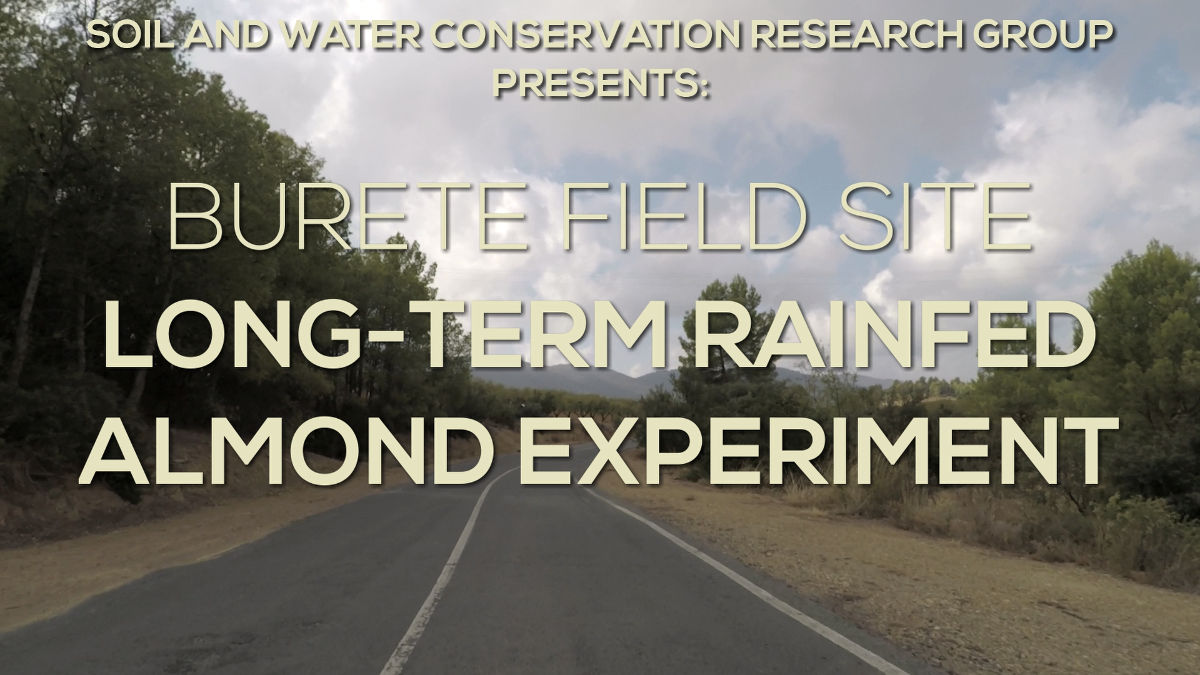 SOIL AND WATER CONSERVATION RESEARCH GROUP
PRESENTS:
BURETE FIELD SITE
LONG-TERM RAINFED
ALMOND EXPERIMENT